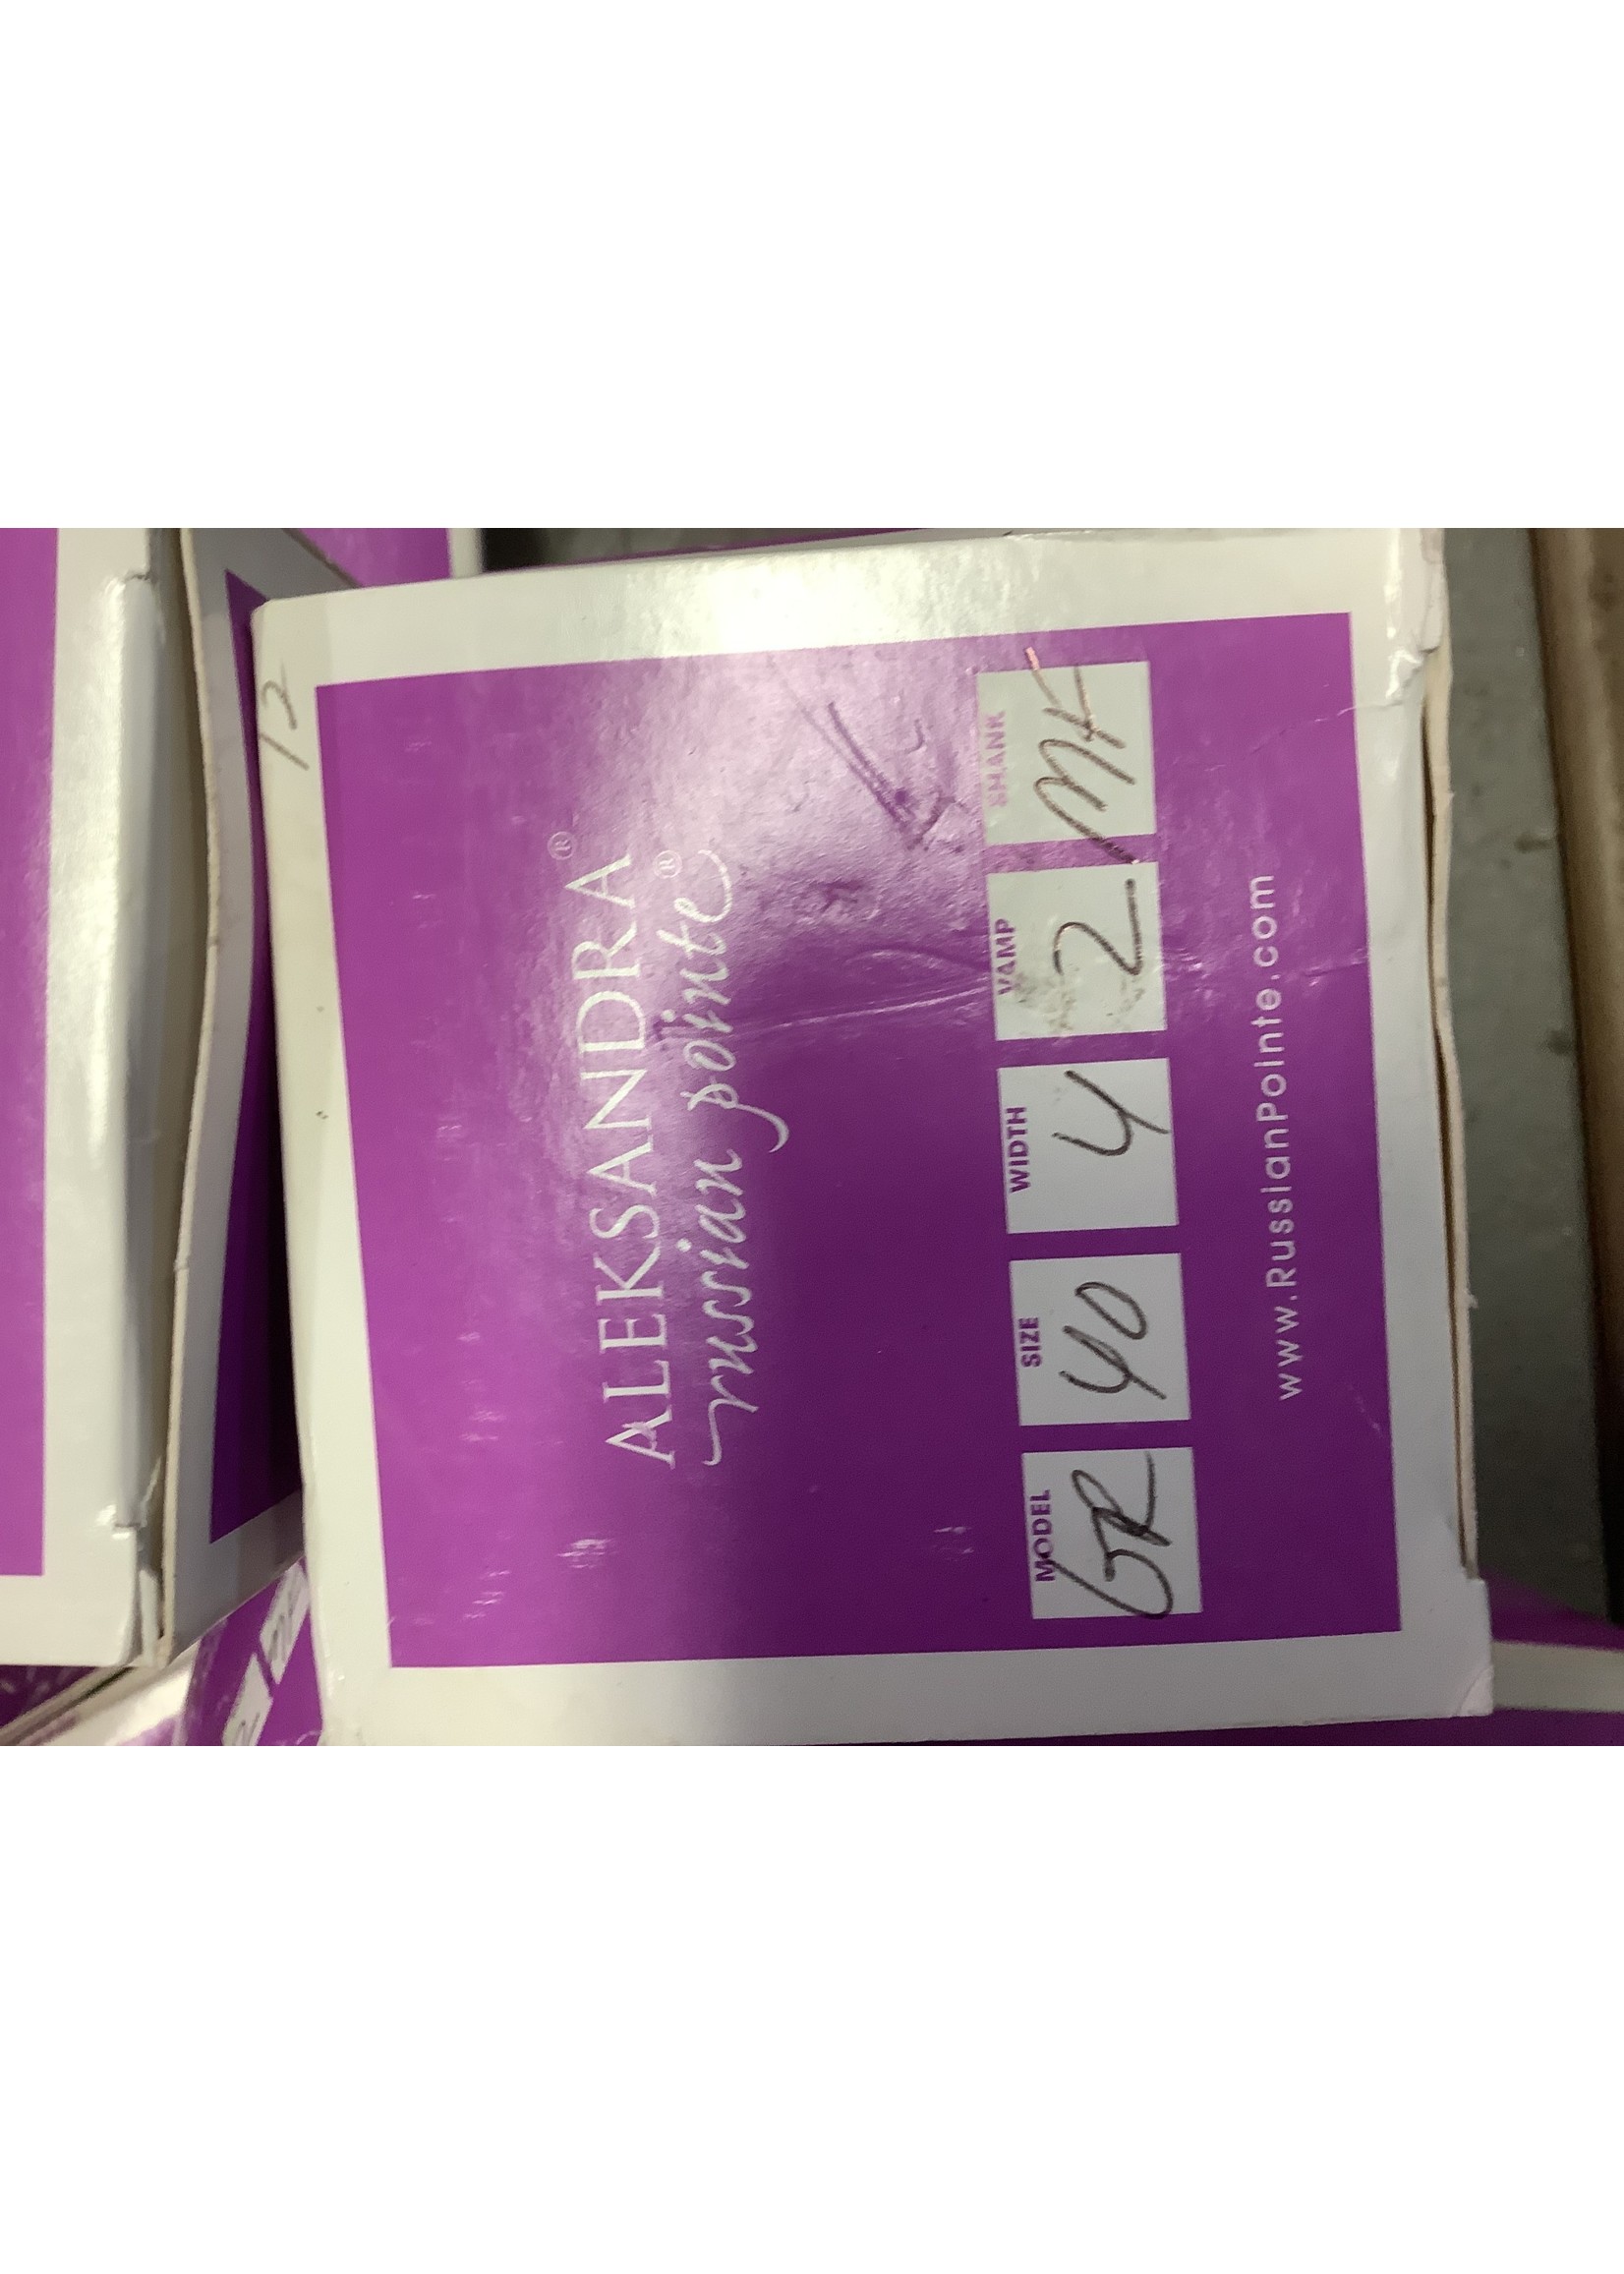 12
ALEKSANDRA®
russian pointe®
MODEL SIZE WIDTH VAMP SHANK
GR 40 4 2 MF
www.RussianPointe.com